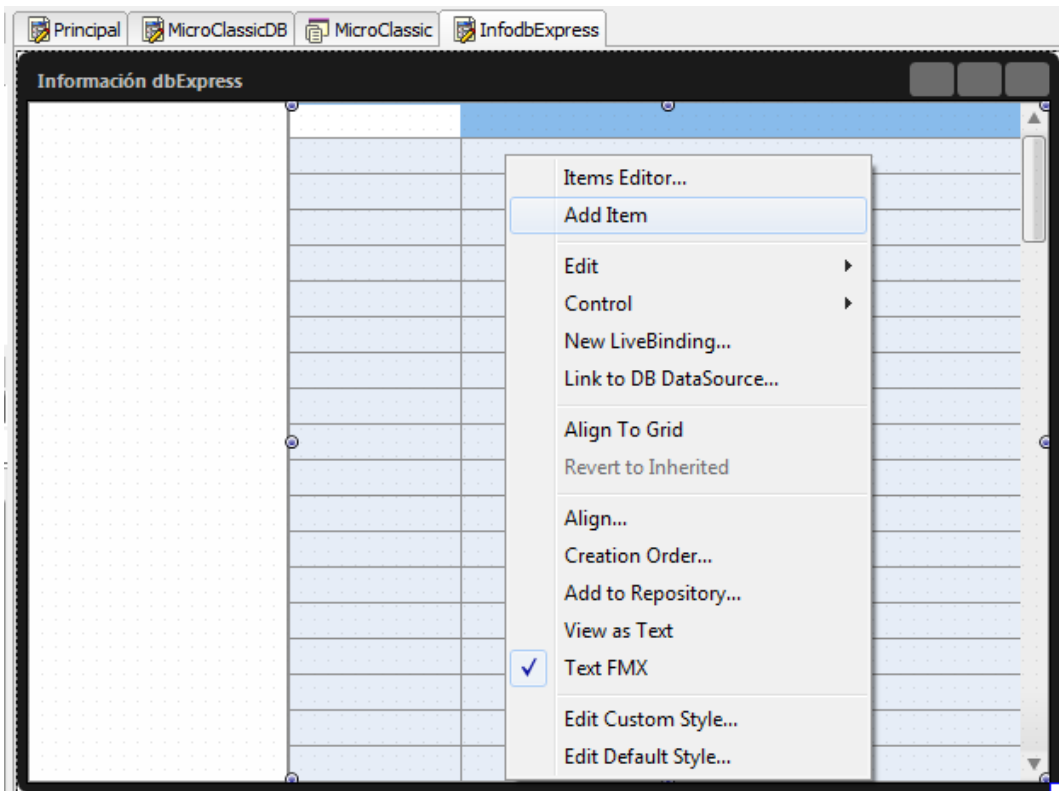 Principal
MicroClassicDB
MicroClassic
InfodbExpress
Información dbExpress
Items Editor...
Add Item
Edit
Control
New LiveBinding...
Link to DB DataSource...
Align To Grid
Revert to Inherited
Align...
Creation Order...
Add to Repository...
View as Text
Text FMX
Edit Custom Style...
Edit Default Style...